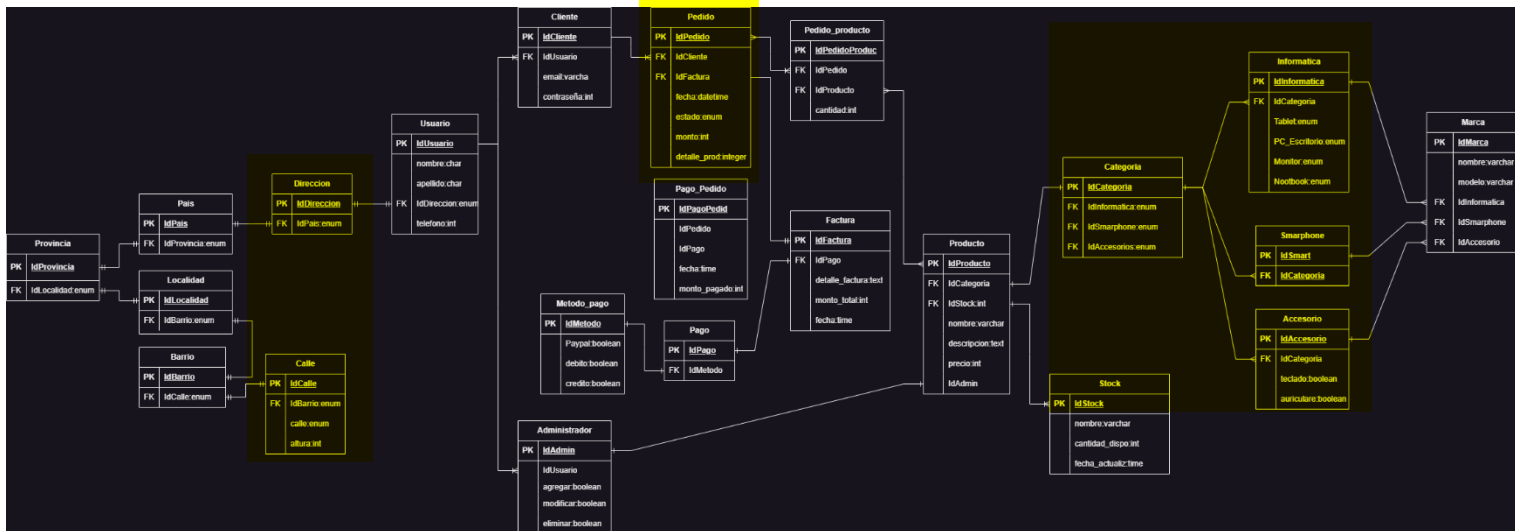 Cliente
PK IdCliente
FK IdUsuario
email:varcha
contraseña:int
Pedido
PK IdPedido
FK IdCliente
FK IdFactura
fecha:datetime
estado:enum
monto:int
detalle_prod:integer
Pedido_producto
PK IdPedidoProduc
FK IdPedido
FK IdProducto
cantidad:int
Informatica
PK IdInformatica
FK IdCategoria
Tablet:enum
PC_Escritorio:enum
Monitor:enum
Nootbook:enum
Marca
PK IdMarca
nombre:varchar
modelo:varchar
FK IdInformatica
FK IdSmarphone
FK IdAccesorio
Usuario
PK IdUsuario
nombre:char
apellido:char
FK IdDireccion:enum
telefono:int
Categoria
PK IdCategoria
FK IdInformatica:enum
FK IdSmarphone:enum
FK IdAccesorios:enum
Direccion
PK IdDireccion
FK IdPais:enum
Pais
PK IdPais
FK IdProvincia:enum
Pago_Pedido
PK IdPagoPedid
IdPedido
IdPago
fecha:time
monto_pagado:int
Factura
PK IdFactura
FK IdPago
detalle_factura:text
monto_total:int
fecha:time
Provincia
PK IdProvincia
FK IdLocalidad:enum
Producto
PK IdProducto
FK IdCategoria
FK IdStock:int
nombre:varchar
descripcion:text
precio:int
IdAdmin
Smarphone
PK IdSmart
FK IdCategoria
Localidad
PK IdLocalidad
FK IdBarrio:enum
Metodo_pago
PK IdMetodo
Paypal:boolean
debito:boolean
credito:boolean
Pago
PK IdPago
FK IdMetodo
Accesorio
PK IdAccesorio
FK IdCategoria
teclado:boolean
auriculare:boolean
Barrio
PK IdBarrio
FK IdCalle:enum
Calle
PK IdCalle
FK IdBarrio:enum
calle:enum
altura:int
Stock
PK IdStock
nombre:varchar
cantidad_dispo:int
fecha_actualiz:time
Administrador
PK IdAdmin
IdUsuario
agregar:boolean
modificar:boolean
eliminar:boolean